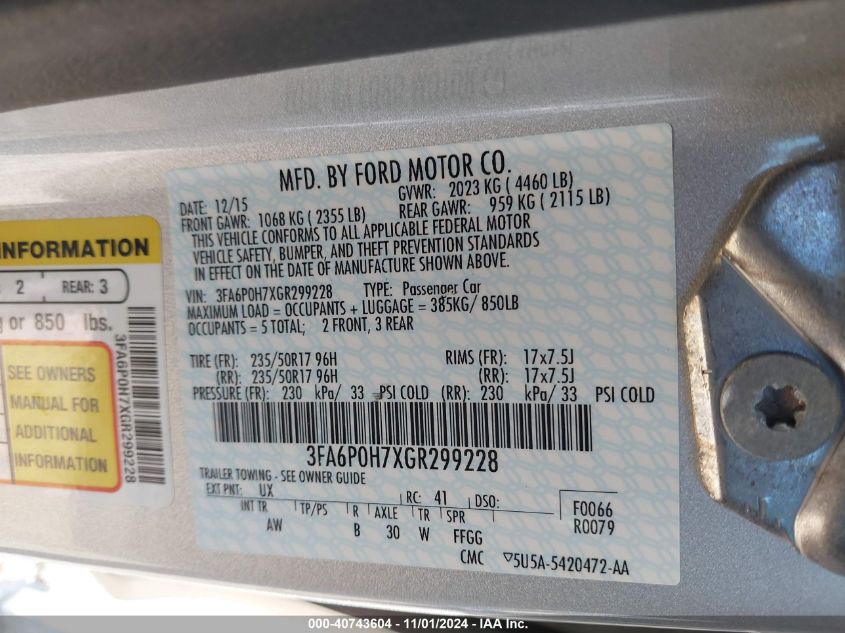 MFD. BY FORD MOTOR CO.
DATE: 12/15 GVWR: 2023 KG ( 4460 LB)
FRONT GAWR: 1068 KG ( 2355 LB) REAR GAWR: 959 KG ( 2115 LB)
THIS VEHICLE CONFORMS TO ALL APPLICABLE FEDERAL MOTOR
VEHICLE SAFETY, BUMPER, AND THEFT PREVENTION STANDARDS
IN EFFECT ON THE DATE OF MANUFACTURE SHOWN ABOVE.
VIN: 3FA6P0H7XGR299228 TYPE: Passenger Car
MAXIMUM LOAD = OCCUPANTS + LUGGAGE = 385KG/ 850LB
OCCUPANTS = 5 TOTAL; 2 FRONT, 3 REAR
TIRE (FR): 235/50R17 96H RIMS (FR): 17x7.5J
(RR): 235/50R17 96H (RR): 17x7.5J
PRESSURE (FR): 230 kPa/ 33 PSI COLD (RR): 230 kPa/ 33 PSI COLD
3FA6P0H7XGR299228
TRAILER TOWING - SEE OWNER GUIDE
EXT PNT: UX RC: 41 DSO: F0066
INT TR TP/PS R AXLE TR SPR R0079
AW B 30 W FFGG
CMC ▽5U5A-5420472-AA
INFORMATION
2 REAR: 3
or 850 lbs.
SEE OWNERS
MANUAL FOR
ADDITIONAL
INFORMATION
3FA6P0H7XGR299228
000-40743604 - 11/01/2024 - IAA Inc.